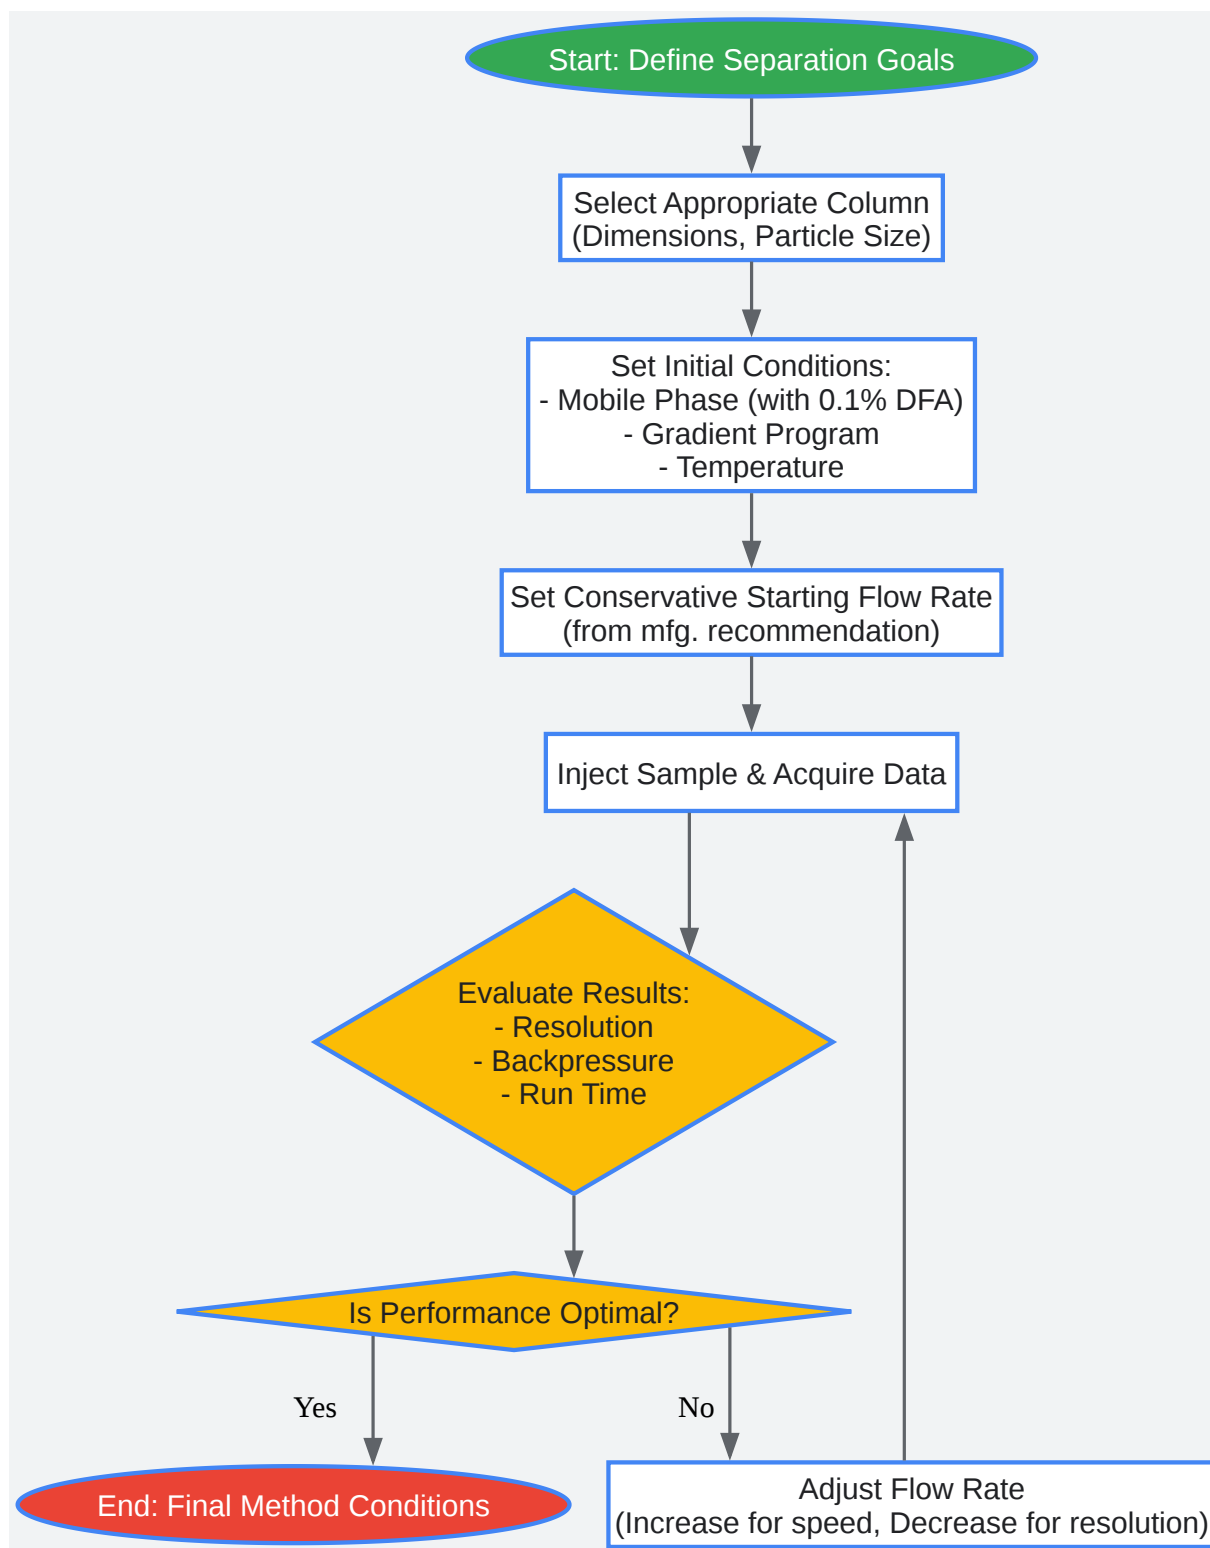 Start: Define Separation Goals
Select Appropriate Column
(Dimensions, Particle Size)
Set Initial Conditions:
- Mobile Phase (with 0.1% DFA)
- Gradient Program
- Temperature
Set Conservative Starting Flow Rate
(from mfg. recommendation)
Inject Sample & Acquire Data
Evaluate Results:
- Resolution
- Backpressure
- Run Time
Is Performance Optimal?
Yes
No
End: Final Method Conditions
Adjust Flow Rate
(Increase for speed, Decrease for resolution)